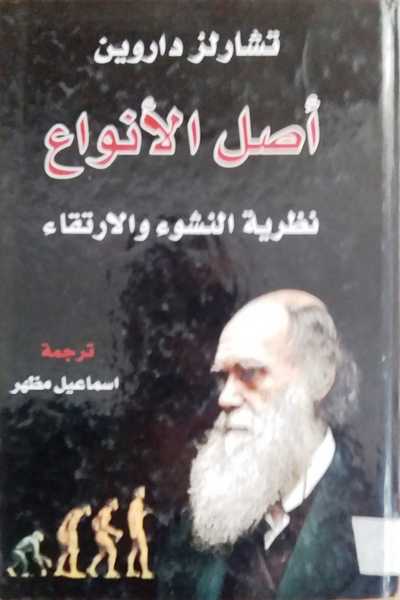 تشارلز داروين
أصل الأنواع
نظرية النشوء والارتقاء
ترجمة
اسماعيل مظهر